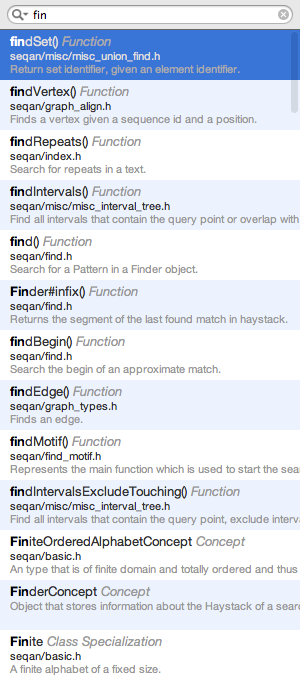 fin
findSet() Function
seqan/misc/misc_union_find.h
Return set identifier, given an element identifier.
findVertex() Function
seqan/graph_align.h
Finds a vertex given a sequence id and a position.
findRepeats() Function
seqan/index.h
Search for repeats in a text.
findIntervals() Function
seqan/misc/misc_interval_tree.h
Find all intervals that contain the query point or overlap with
find() Function
seqan/find.h
Search for a Pattern in a Finder object.
Finder#infix() Function
seqan/find.h
Returns the segment of the last found match in haystack.
findBegin() Function
seqan/find.h
Search the begin of an approximate match.
findEdge() Function
seqan/graph_types.h
Finds an edge.
findMotif() Function
seqan/find_motif.h
Represents the main function which is used to start the sea
findIntervalsExcludeTouching() Function
seqan/misc/misc_interval_tree.h
Find all intervals that contain the query point, exclude interv
FiniteOrderedAlphabetConcept Concept
seqan/basic.h
An type that is of finite domain and totally ordered and thus
FinderConcept Concept
Object that stores information about the Haystack of a sear
Finite Class Specialization
seqan/basic.h
A finite alphabet of a fixed size.